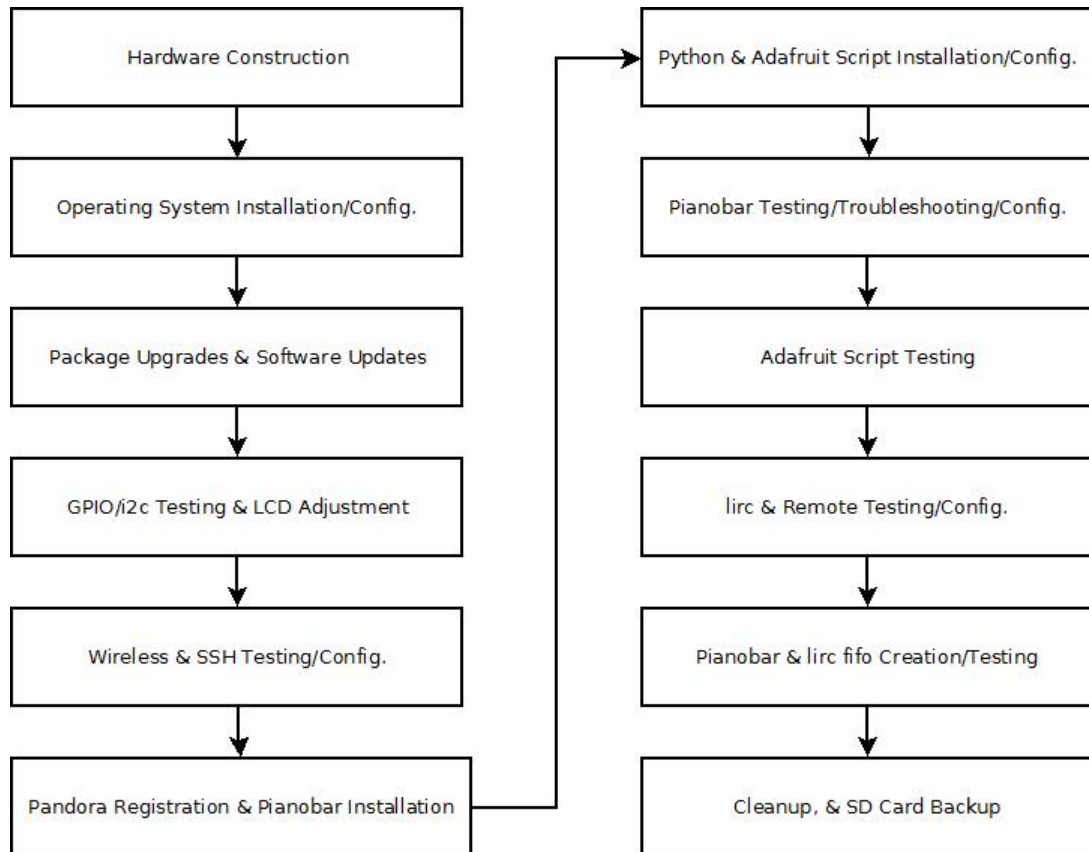 Hardware Construction
Operating System Installation/Config.
Package Upgrades & Software Updates
GPIO/i2c Testing & LCD Adjustment
Wireless & SSH Testing/Config.
Pandora Registration & Pianobar Installation
Python & Adafruit Script Installation/Config.
Pianobar Testing/Troubleshooting/Config.
Adafruit Script Testing
lirc & Remote Testing/Config.
Pianobar & lirc fifo Creation/Testing
Cleanup, & SD Card Backup